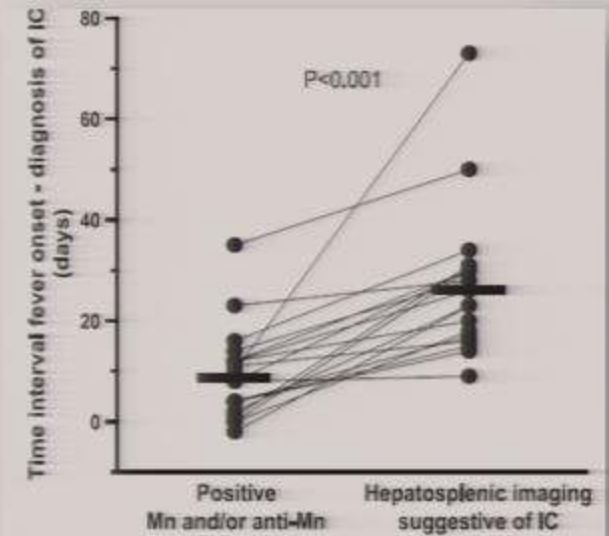 Time interval fever onset - diagnosis of IC
(days)
80
60
40
20
0
P<0.001
Positive
Mn and/or anti-Mn
Hepatosplenic imaging
suggestive of IC